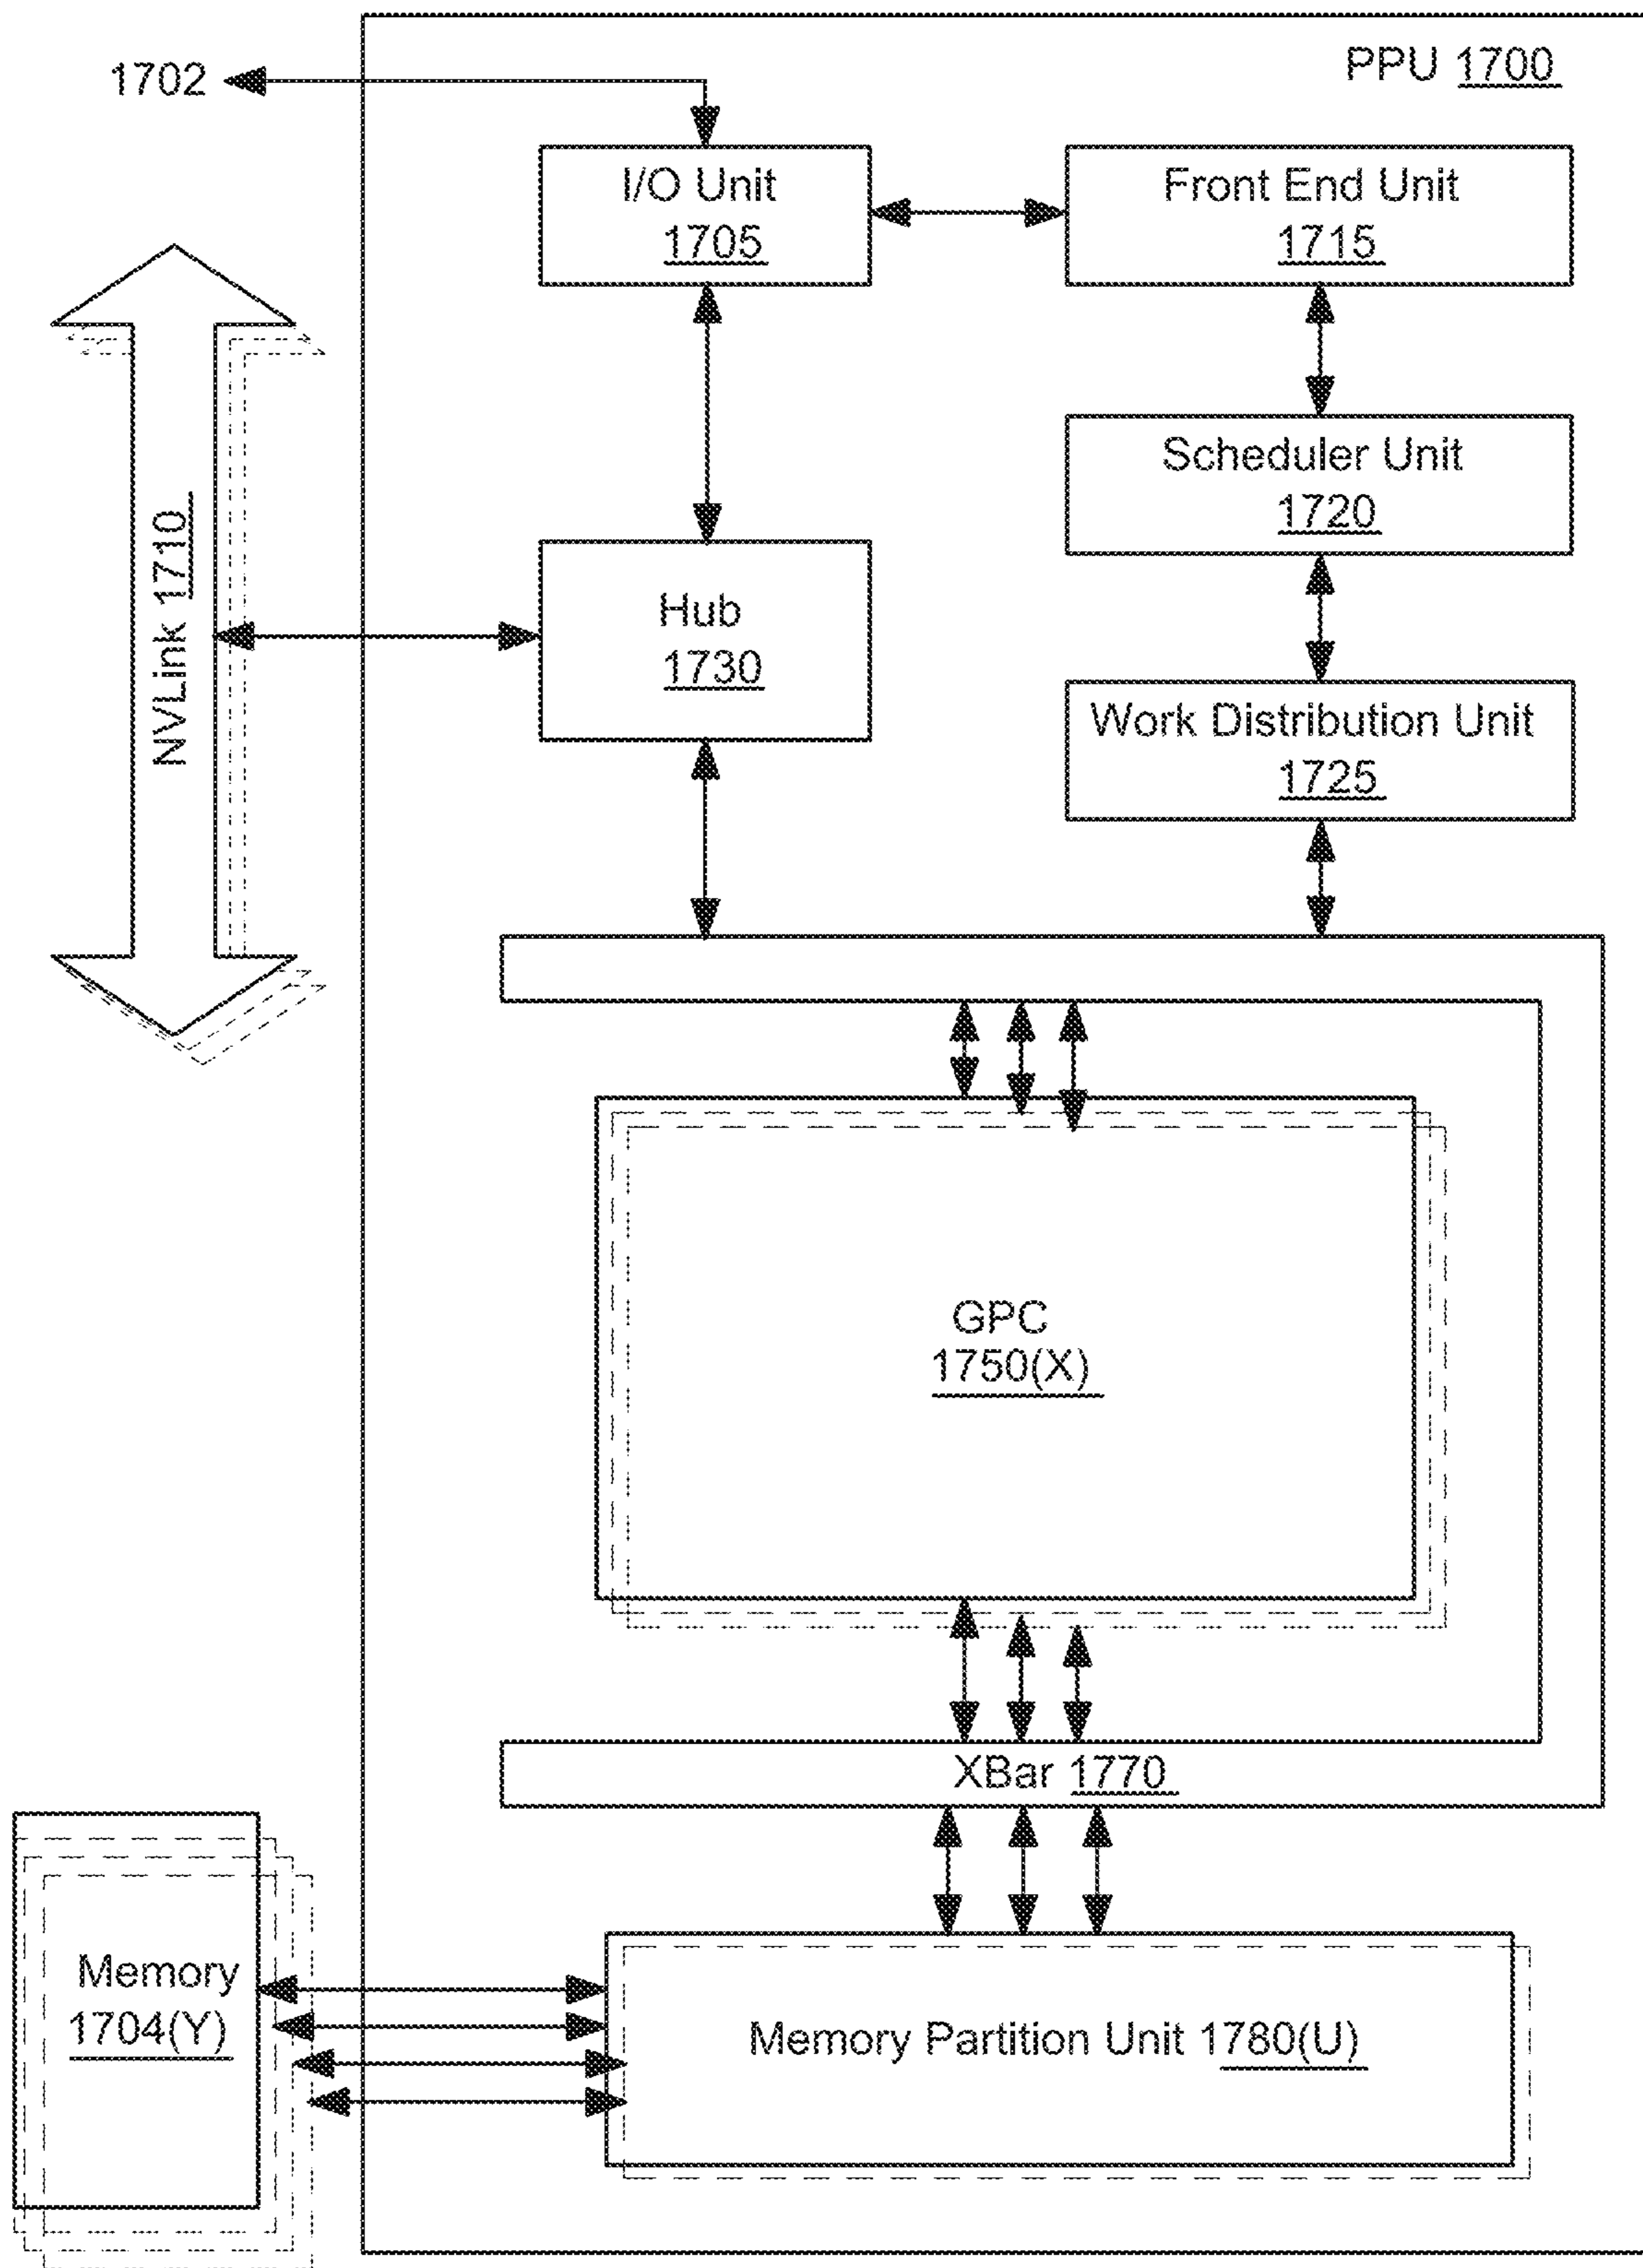 PPU 1700
1702
I/O Unit
1705
Front End Unit
1715
Scheduler Unit
1720
NVLink 1710
Hub
1730
Work Distribution Unit
1725
GPC
1750(X)
XBar 1770
Memory
1704(Y)
Memory Partition Unit 1780(U)